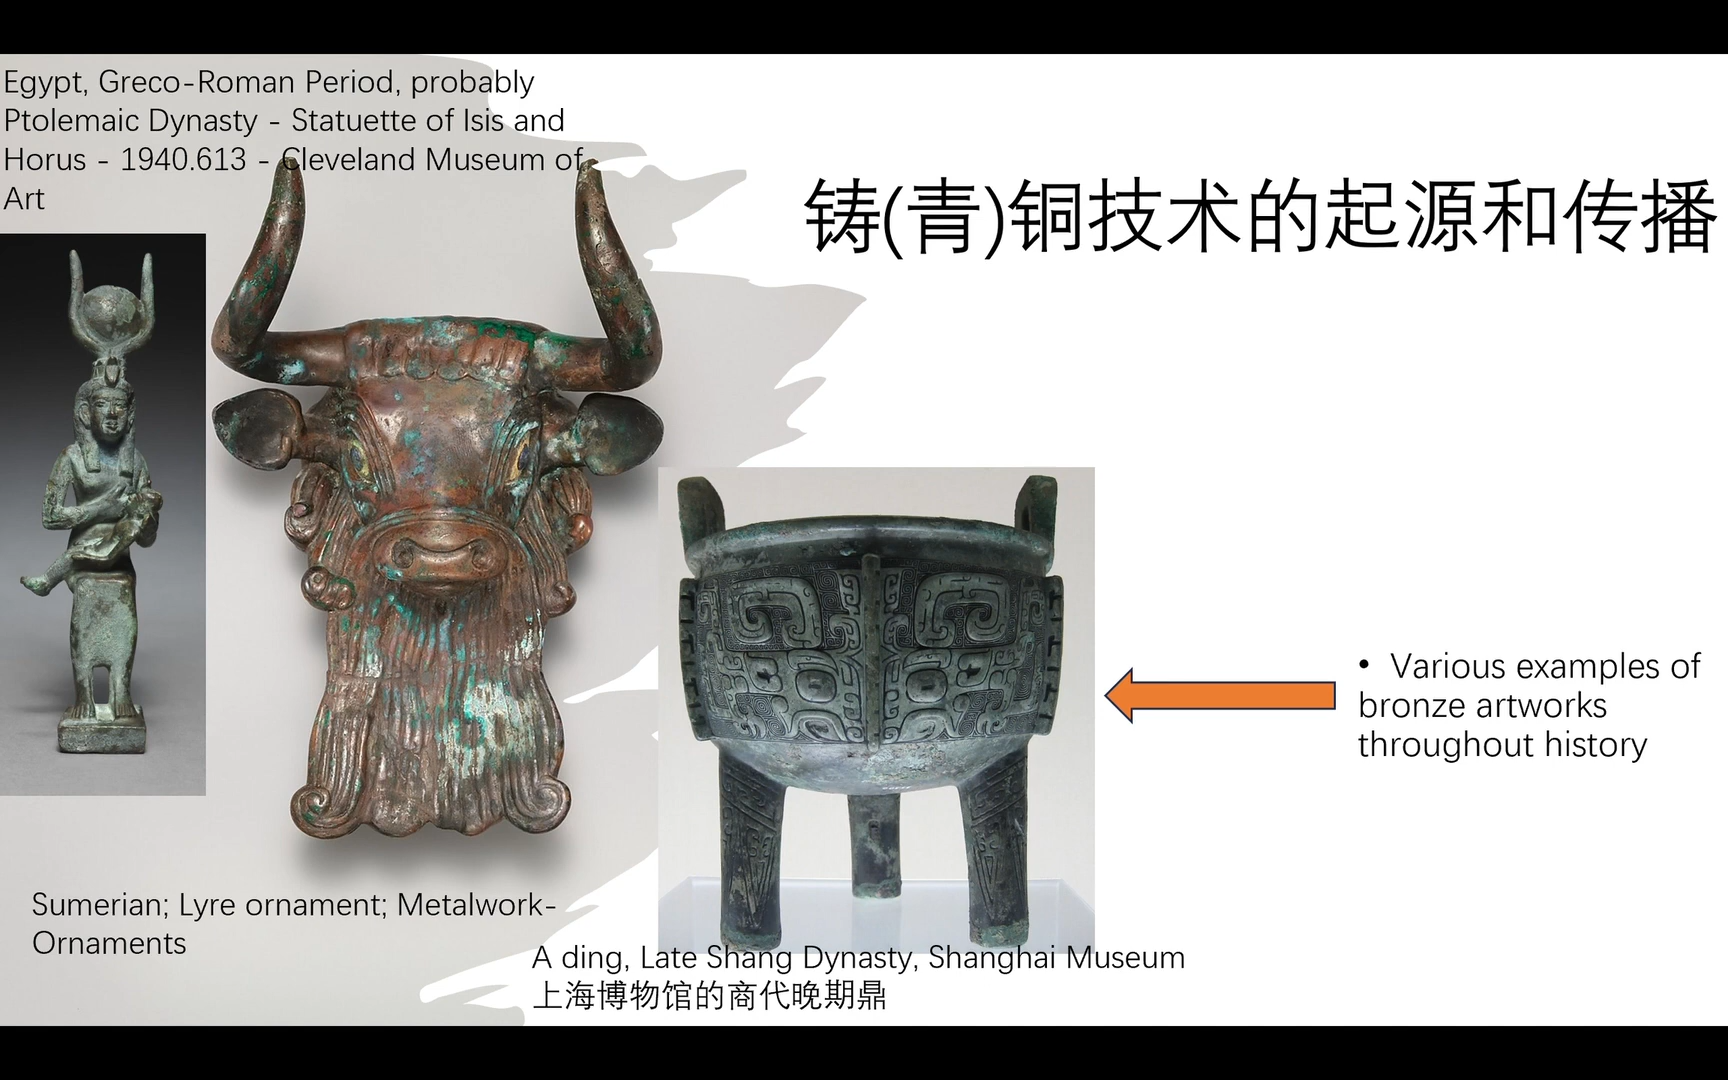 Egypt, Greco-Roman Period, probably
Ptolemaic Dynasty - Statuette of Isis and
Horus - 1940.613 - Cleveland Museum of
Art
铸(青)铜技术的起源和传播
• Various examples of
bronze artworks
throughout history
Sumerian; Lyre ornament; Metalwork-
Ornaments
A ding, Late Shang Dynasty, Shanghai Museum
上海博物馆的商代晚期鼎